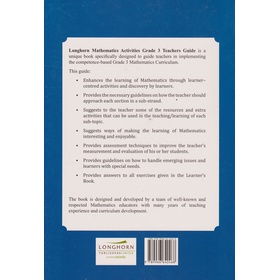 Longhorn Mathematics Activities Grade 3 Teachers Guide is a
unique book specifically designed to guide teachers in implementing
the competence-based Grade 3 Mathematics Curriculum.
This guide:
• Enhances the learning of Mathematics through learner-
centred activities and discovery by learners.
• Provides the necessary guidelines on how the teacher should
approach each section in a sub-strand.
• Suggests to the teacher some of the resources and extra
activities that can be used in the teaching/learning of each
sub-topic.
• Suggests ways of making the learning of Mathematics
interesting and enjoyable.
• Provides assessment techniques to improve the teacher's
measurement and evaluation of his or her students.
• Provides guidelines on how to handle emerging issues and
learners with special needs.
• Provides answers to all exercises given in the Learner's
Book.
The book is designed and developed by a team of well-known and
respected Mathematics educators with many years of teaching
experience and curriculum development.
LONGHORN
PUBLISHERS